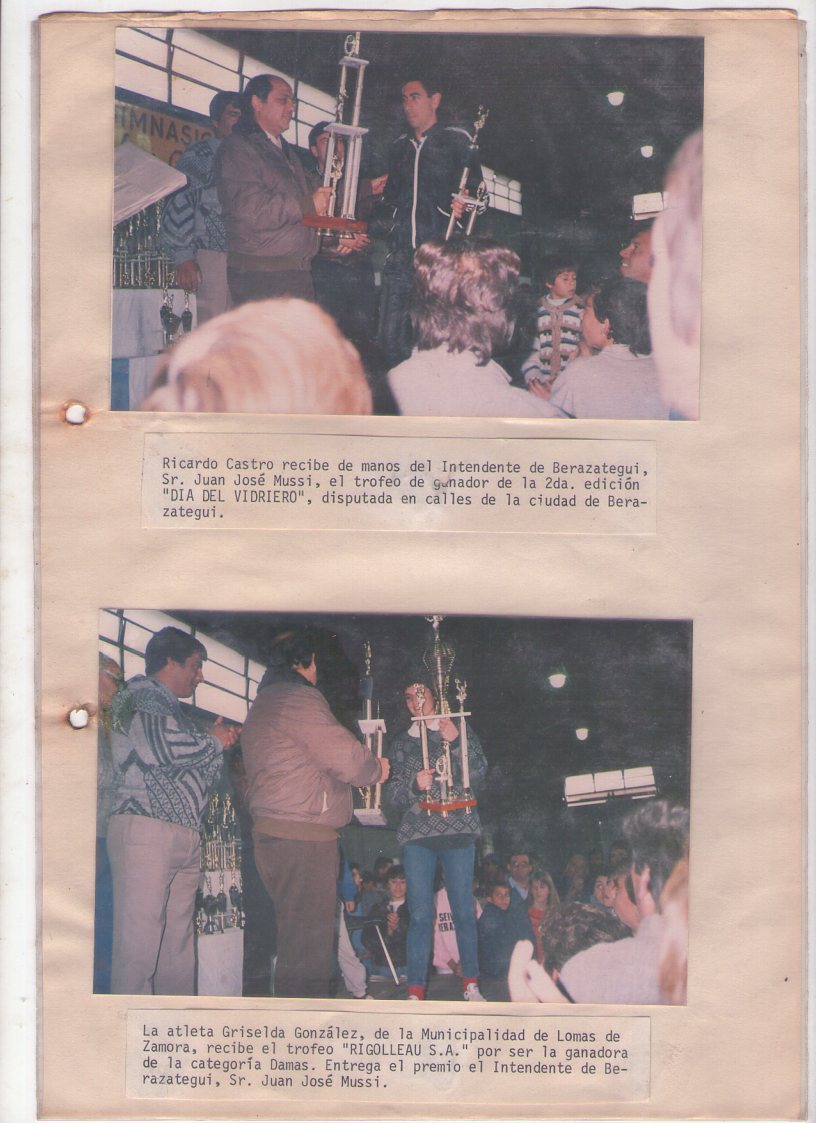 GIMNASIO
Ricardo Castro recibe de manos del Intendente de Berazategui,
Sr. Juan José Mussi, el trofeo de ganador de la 2da. edición
"DIA DEL VIDRIERO", disputada en calles de la ciudad de Bera-
zategui.
La atleta Griselda González, de la Municipalidad de Lomas de
Zamora, recibe el trofeo "RIGOLLEAU S.A." por ser la ganadora
de la categoría Damas. Entrega el premio el Intendente de Be-
razategui, Sr. Juan José Mussi.